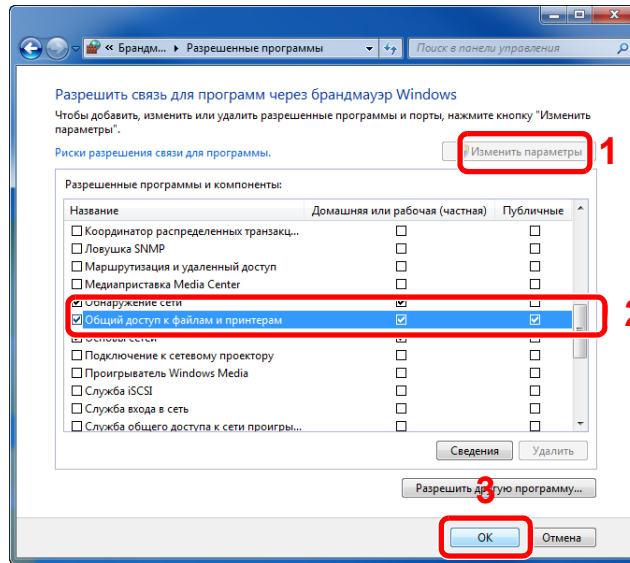 « Брандм... ▸ Разрешенные программы
Поиск в панели управления
Разрешить связь для программ через брандмауэр Windows
Чтобы добавить, изменить или удалить разрешенные программы и порты, нажмите кнопку "Изменить
параметры".
Риски разрешения связи для программы.
Изменить параметры
1
Разрешенные программы и компоненты:
Название Домашняя или рабочая (частная) Публичные
Координатор распределенных транзакц...
Ловушка SNMP
Маршрутизация и удаленный доступ
Медиаприставка Media Center
Обнаружение сети
Общий доступ к файлам и принтерам
2
Основы сетей
Подключение к сетевому проектору
Проигрыватель Windows Media
Служба iSCSI
Служба входа в сеть
Служба общего доступа к сети проигры...
Сведения Удалить
Разрешить другую программу...
3
ОК Отмена